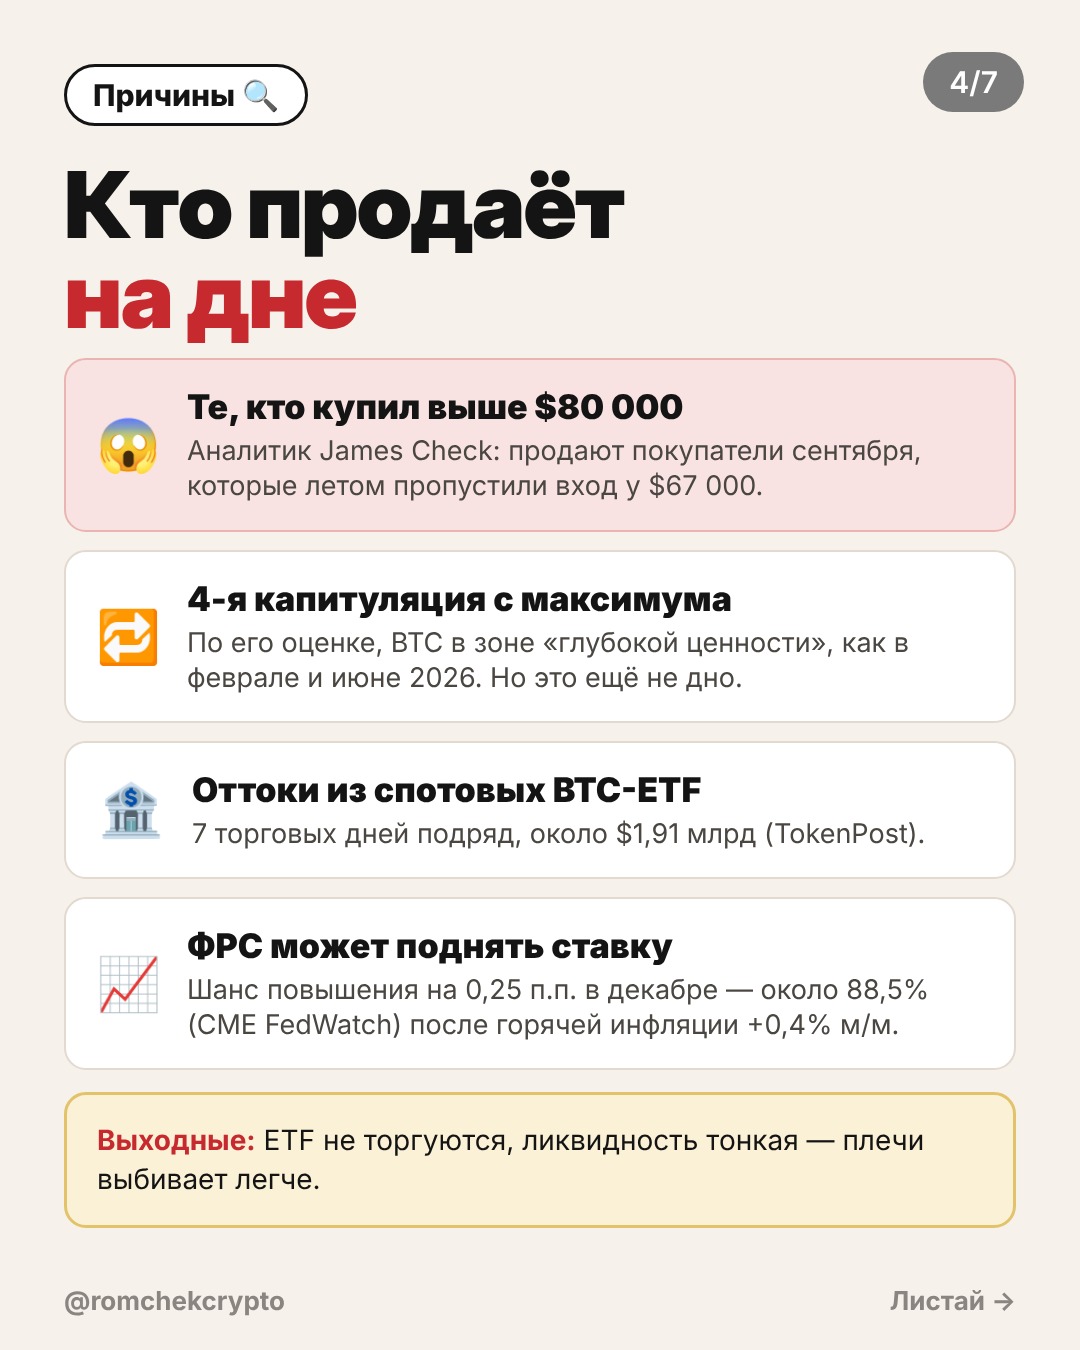 Причины 🔍
4/7
Кто продаёт
на дне
Те, кто купил выше $80 000
Аналитик James Check: продают покупатели сентября,
которые летом пропустили вход у $67 000.
4-я капитуляция с максимума
По его оценке, BTC в зоне «глубокой ценности», как в
феврале и июне 2026. Но это ещё не дно.
Оттоки из спотовых BTC-ETF
7 торговых дней подряд, около $1,91 млрд (TokenPost).
ФРС может поднять ставку
Шанс повышения на 0,25 п.п. в декабре — около 88,5%
(CME FedWatch) после горячей инфляции +0,4% м/м.
Выходные: ETF не торгуются, ликвидность тонкая — плечи
выбивает легче.
@romchekcrypto
Листай →